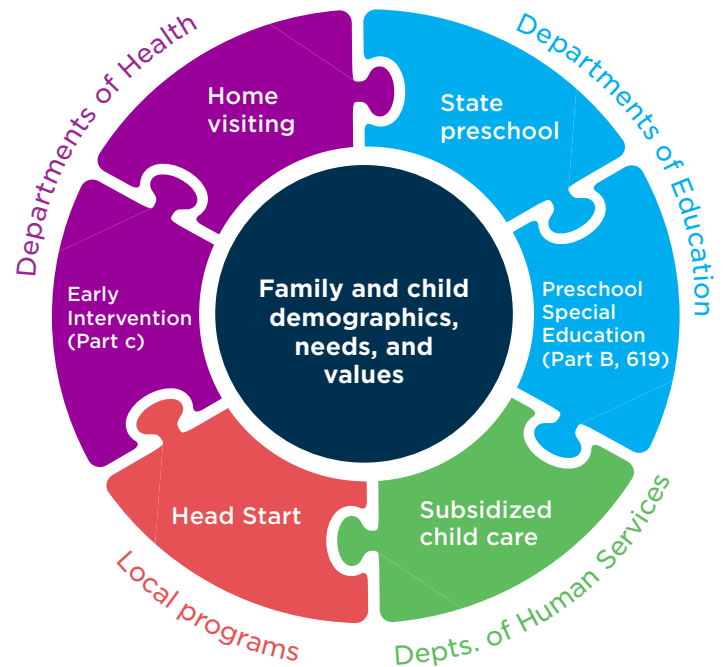 Departments of Health
Departments of Education
Home
visiting
State
preschool
Early
Intervention
(Part c)
Family and child
demographics,
needs, and
values
Preschool
Special
Education
(Part B, 619)
Head Start
Subsidized
child care
Local programs
Depts. of Human Services